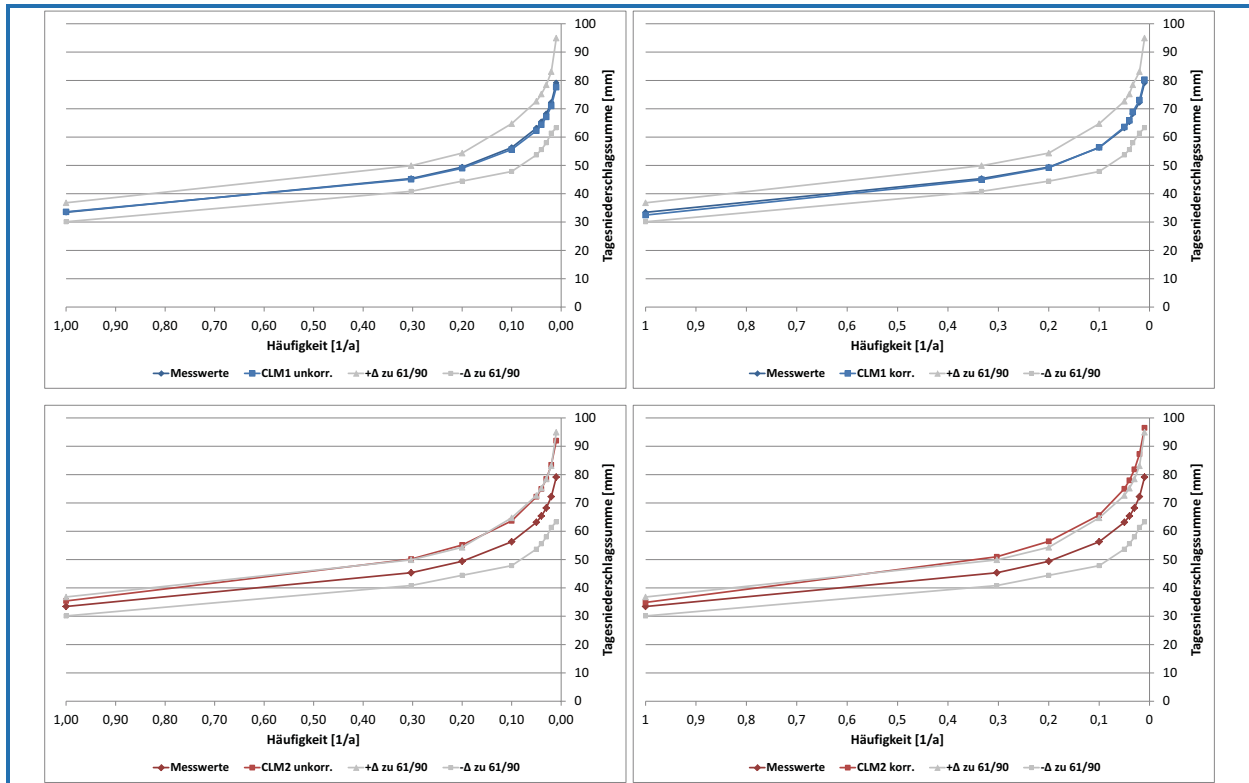 100
90
80
70
60
50
40
30
20
10
0
Tagesniederschlagssumme [mm]
1,00 0,90 0,80 0,70 0,60 0,50 0,40 0,30 0,20 0,10 0,00
Häufigkeit [1/a]
Messwerte CLM1 unkorr. +Δ zu 61/90 -Δ zu 61/90
100
90
80
70
60
50
40
30
20
10
0
Tagesniederschlagssumme [mm]
1 0,9 0,8 0,7 0,6 0,5 0,4 0,3 0,2 0,1 0
Häufigkeit [1/a]
Messwerte CLM1 korr. +Δ zu 61/90 -Δ zu 61/90
100
90
80
70
60
50
40
30
20
10
0
Tagesniederschlagssumme [mm]
1,00 0,90 0,80 0,70 0,60 0,50 0,40 0,30 0,20 0,10 0,00
Häufigkeit [1/a]
Messwerte CLM2 unkorr. +Δ zu 61/90 -Δ zu 61/90
100
90
80
70
60
50
40
30
20
10
0
Tagesniederschlagssumme [mm]
1 0,9 0,8 0,7 0,6 0,5 0,4 0,3 0,2 0,1 0
Häufigkeit [1/a]
Messwerte CLM2 korr. +Δ zu 61/90 -Δ zu 61/90